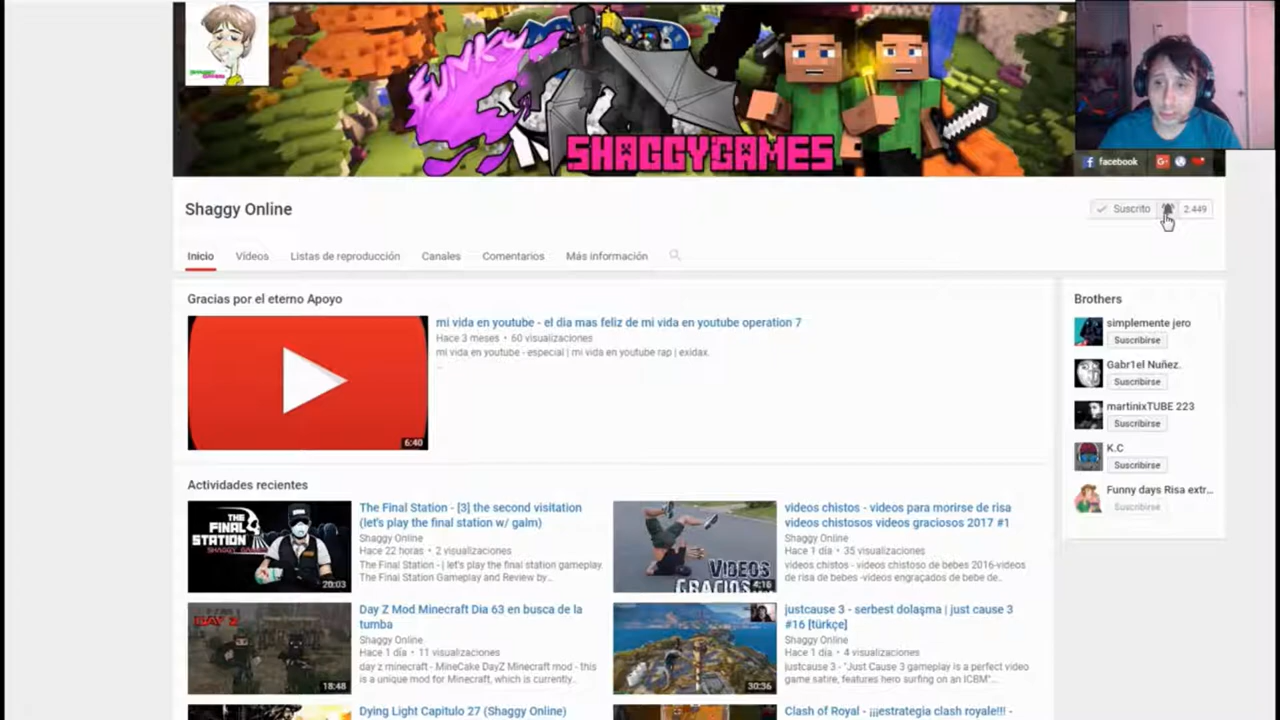 SHAGGYGAMES
facebook
Shaggy Online
Suscrito
2.449
Inicio
Vídeos
Listas de reproducción
Canales
Comentarios
Más información
Gracias por el eterno Apoyo
mi vida en youtube - el dia mas feliz de mi vida en youtube operation 7
Hace 3 meses • 60 visualizaciones
mi vida en youtube - especial | mi vida en youtube rap | exidax.
..
6:40
Brothers
simplemente jero
Suscribirse
Gabr1el Nuñez.
Suscribirse
martinixTUBE 223
Suscribirse
K.C
Suscribirse
Funny days Risa extr...
Suscribirse
Actividades recientes
THE FINAL STATION
20:03
The Final Station - [3] the second visitation
(let's play the final station w/ galm)
Shaggy Online
Hace 22 horas • 2 visualizaciones
The Final Station - | let's play the final station gameplay.
The Final Station Gameplay and Review by...
VIDEOS
GRACIOS
4:16
videos chistos - videos para morirse de risa
videos chistosos videos graciosos 2017 #1
Shaggy Online
Hace 1 día • 35 visualizaciones
videos chistos - videos chistoso de bebes 2016-videos
de risa de bebes -videos engraçados de bebe de...
DAY Z
18:48
Day Z Mod Minecraft Dia 63 en busca de la
tumba
Shaggy Online
Hace 1 día • 11 visualizaciones
day z minecraft - MineCake DayZ Minecraft mod - this
is a unique mod for Minecraft, which is currently...
30:36
justcause 3 - serbest dolaşma | just cause 3
#16 [türkçe]
Shaggy Online
Hace 1 día • 4 visualizaciones
justcause 3 - "Just Cause 3 gameplay is a perfect video
game satire, features hero surfing on an ICBM"...
Dying Light Capitulo 27 (Shaggy Online)
Clash of Royal - ¡¡¡estrategia clash royale!!! -